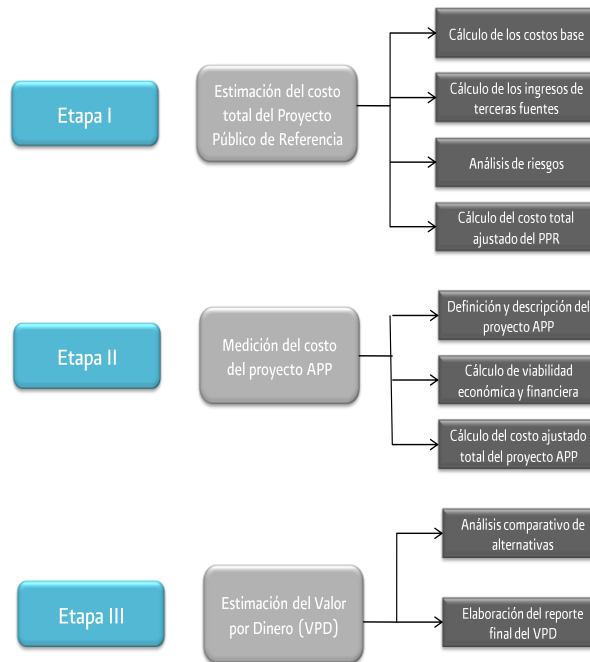 Etapa I
Estimación del costo
total del Proyecto
Público de Referencia
Cálculo de los costos base
Cálculo de los ingresos de
terceras fuentes
Análisis de riesgos
Cálculo del costo total
ajustado del PPR
Etapa II
Medición del costo
del proyecto APP
Definición y descripción del
proyecto APP
Cálculo de viabilidad
económica y financiera
Cálculo del costo ajustado
total del proyecto APP
Etapa III
Estimación del Valor
por Dinero (VPD)
Análisis comparativo de
alternativas
Elaboración del reporte
final del VPD